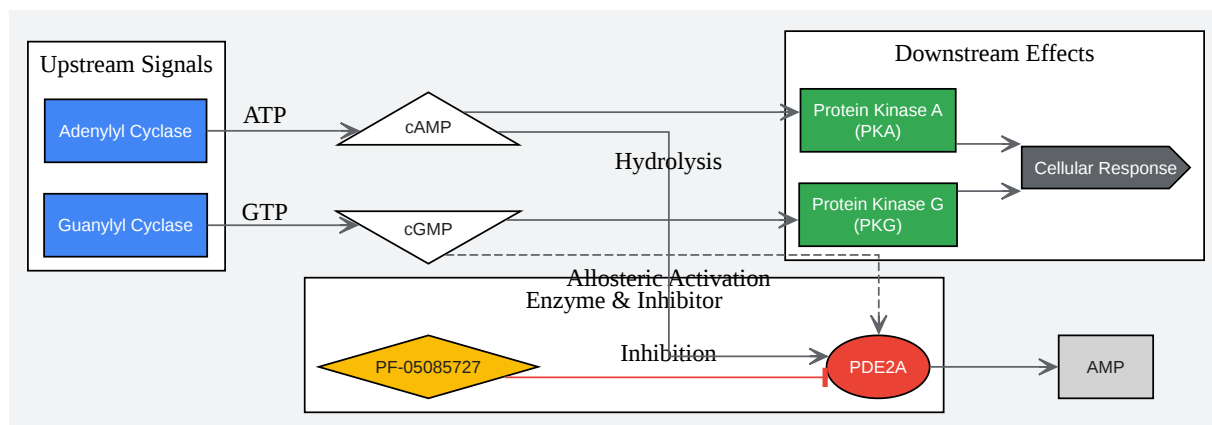 Upstream Signals
Adenylyl Cyclase
Guanylyl Cyclase
ATP
GTP
cAMP
cGMP
Hydrolysis
Downstream Effects
Protein Kinase A
(PKA)
Protein Kinase G
(PKG)
Cellular Response
Allosteric Activation
Enzyme & Inhibitor
PF-05085727
Inhibition
PDE2A
AMP